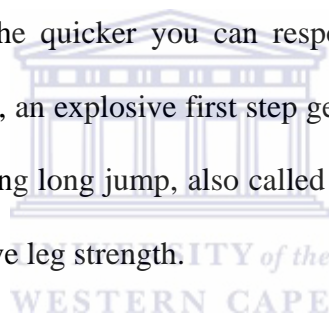 he quicker you can resp
, an explosive first step ge
ng long jump, also called
ve leg strength.
UNIVERSITY of the
WESTERN CAPE